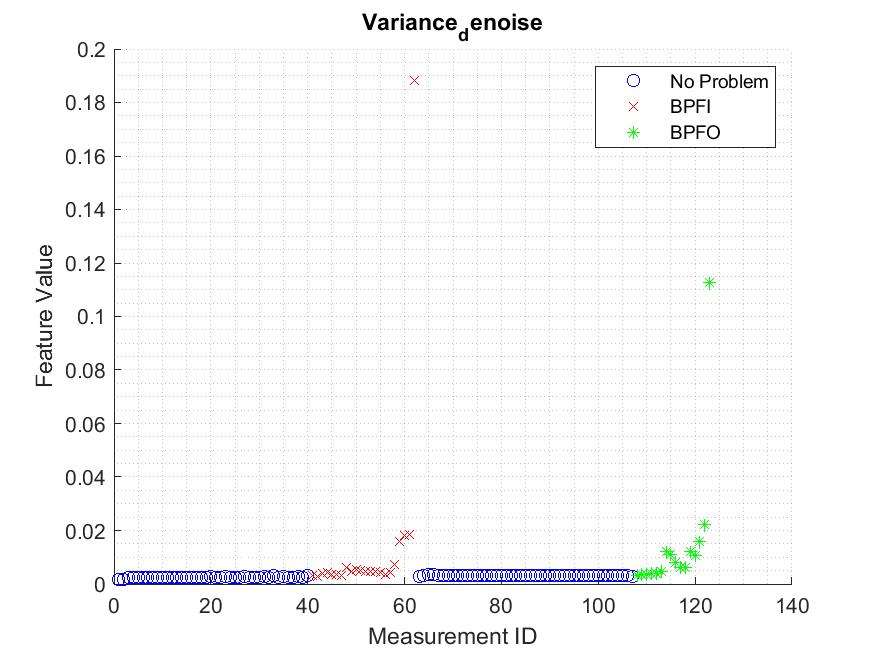 Variance_denoise
No Problem
BPFI
BPFO
Feature Value
0.2
0.18
0.16
0.14
0.12
0.1
0.08
0.06
0.04
0.02
0
0 20 40 60 80 100 120 140
Measurement ID